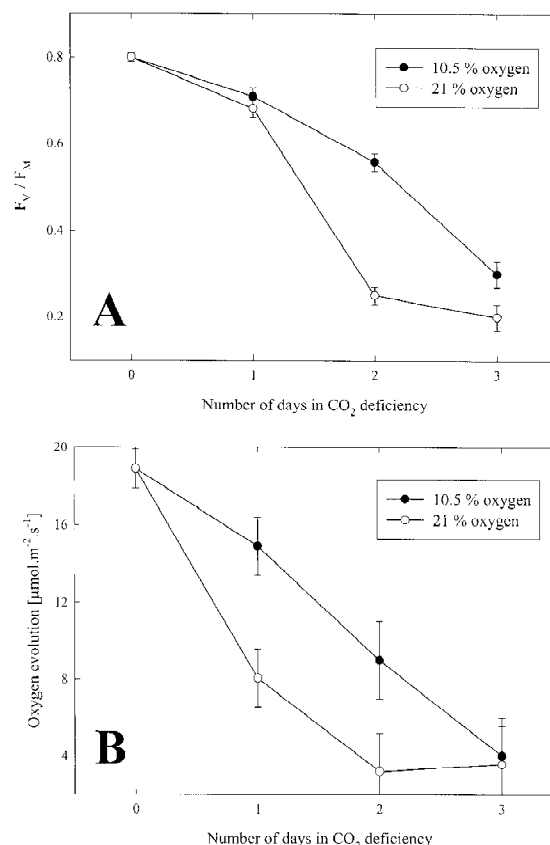 0.8
0.6
0.4
0.2
F_V / F_M
10.5 % oxygen
21 % oxygen
A
0 1 2 3
Number of days in CO₂ deficiency
20
16
12
8
4
Oxygen evolution [μmol.m⁻².s⁻¹]
10.5 % oxygen
21 % oxygen
B
0 1 2 3
Number of days in CO₂ deficiency